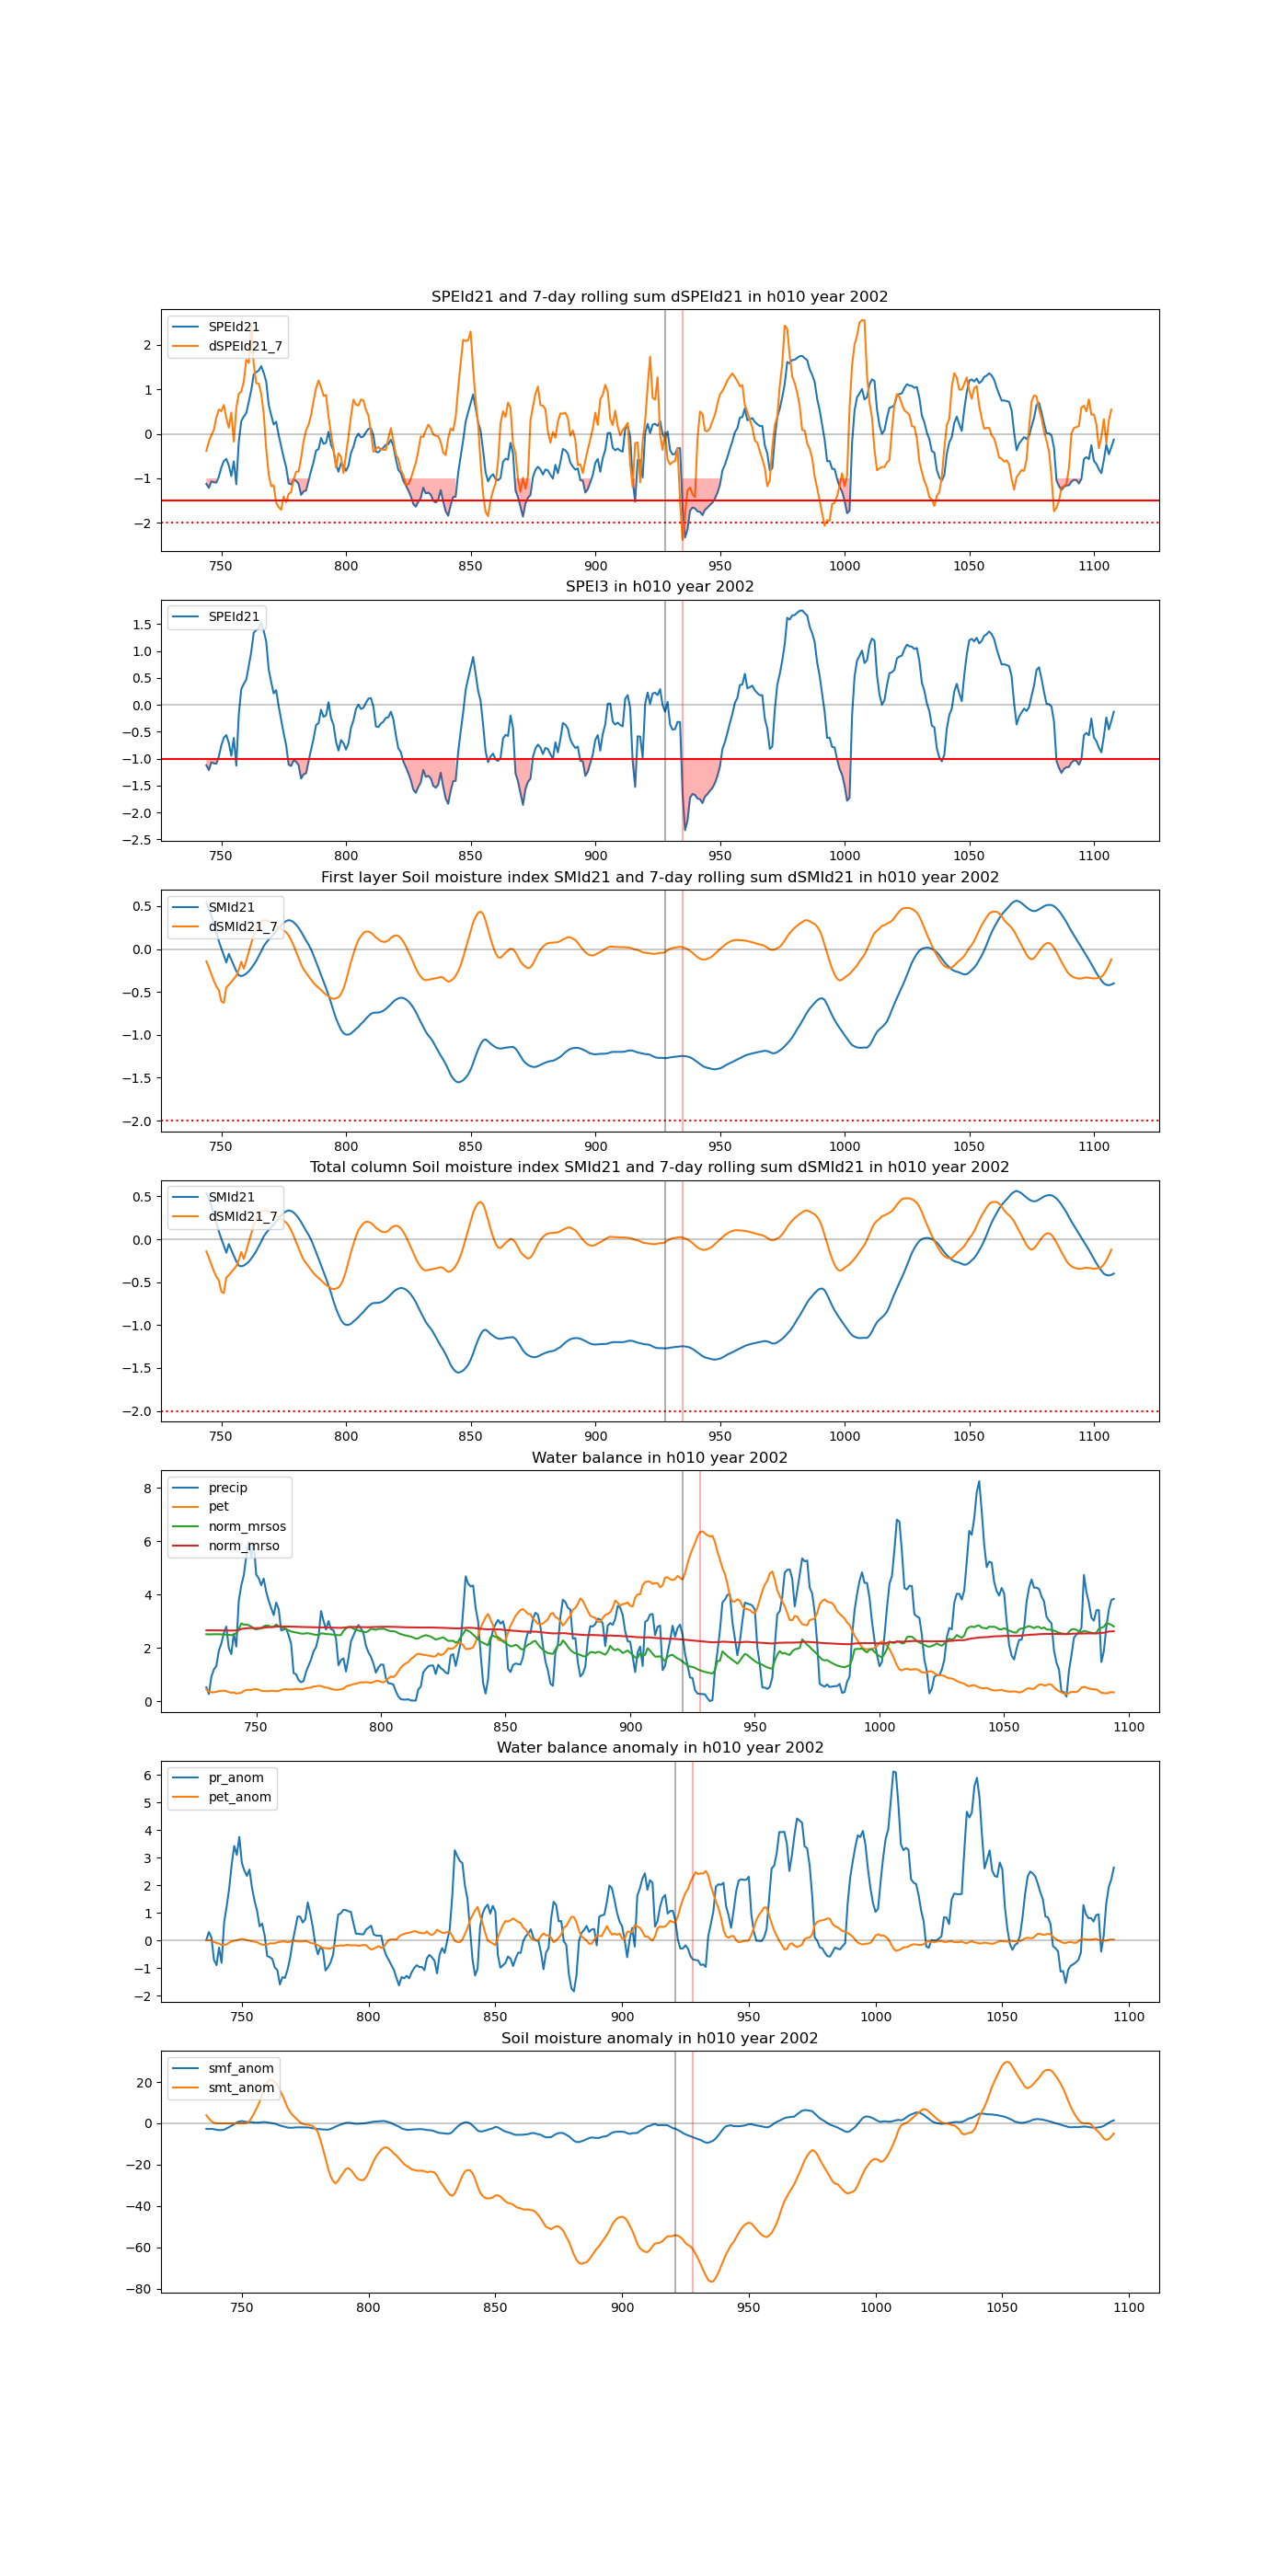 SPEId21 and 7-day rolling sum dSPEId21 in h010 year 2002
SPEId21
dSPEId21_7
2
1
0
−1
−2
750 800 850 900 950 1000 1050 1100
SPEI3 in h010 year 2002
SPEId21
1.5
1.0
0.5
0.0
−0.5
−1.0
−1.5
−2.0
−2.5
750 800 850 900 950 1000 1050 1100
First layer Soil moisture index SMId21 and 7-day rolling sum dSMId21 in h010 year 2002
SMId21
dSMId21_7
0.5
0.0
−0.5
−1.0
−1.5
−2.0
750 800 850 900 950 1000 1050 1100
Total column Soil moisture index SMId21 and 7-day rolling sum dSMId21 in h010 year 2002
SMId21
dSMId21_7
0.5
0.0
−0.5
−1.0
−1.5
−2.0
750 800 850 900 950 1000 1050 1100
Water balance in h010 year 2002
precip
pet
norm_mrsos
norm_mrso
8
6
4
2
0
750 800 850 900 950 1000 1050 1100
Water balance anomaly in h010 year 2002
pr_anom
pet_anom
6
5
4
3
2
1
0
−1
−2
750 800 850 900 950 1000 1050 1100
Soil moisture anomaly in h010 year 2002
smf_anom
smt_anom
20
0
−20
−40
−60
−80
750 800 850 900 950 1000 1050 1100